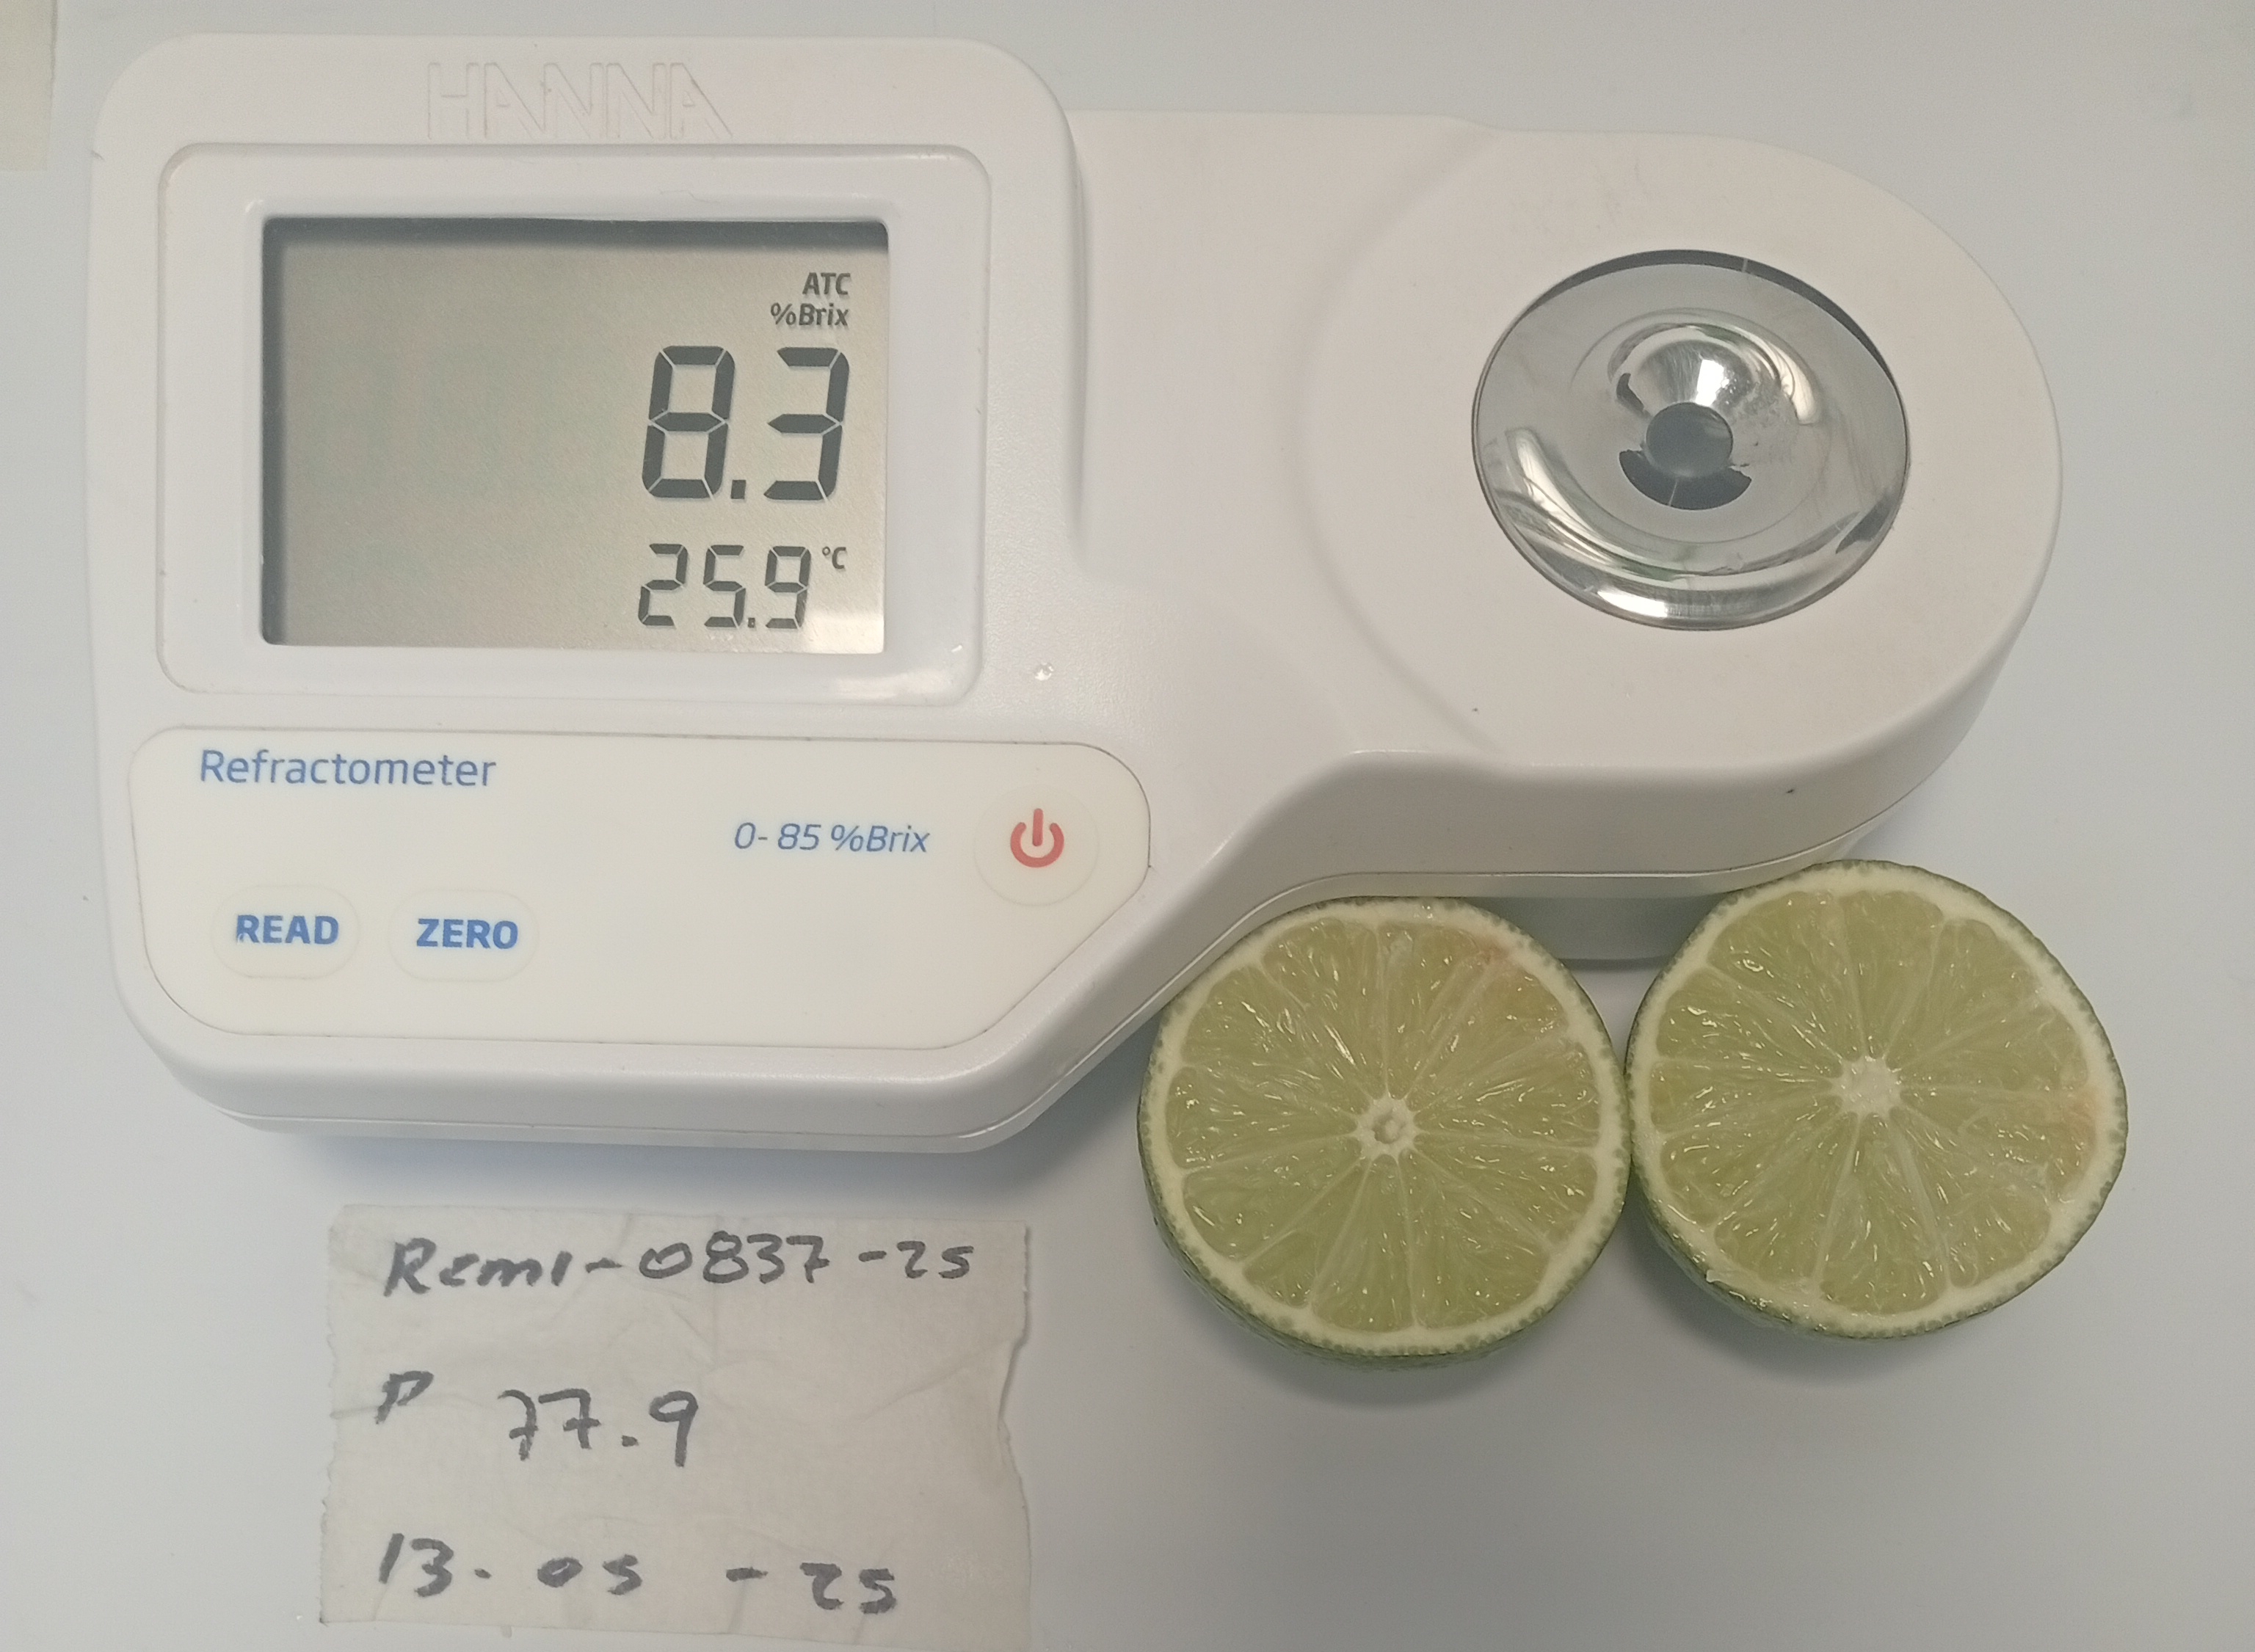 HANNA
ATC
%Brix
8.3
25.9 °C
Refractometer
0-85 %Brix
READ
ZERO
Remi-0837-25
P 77.9
13-05-25